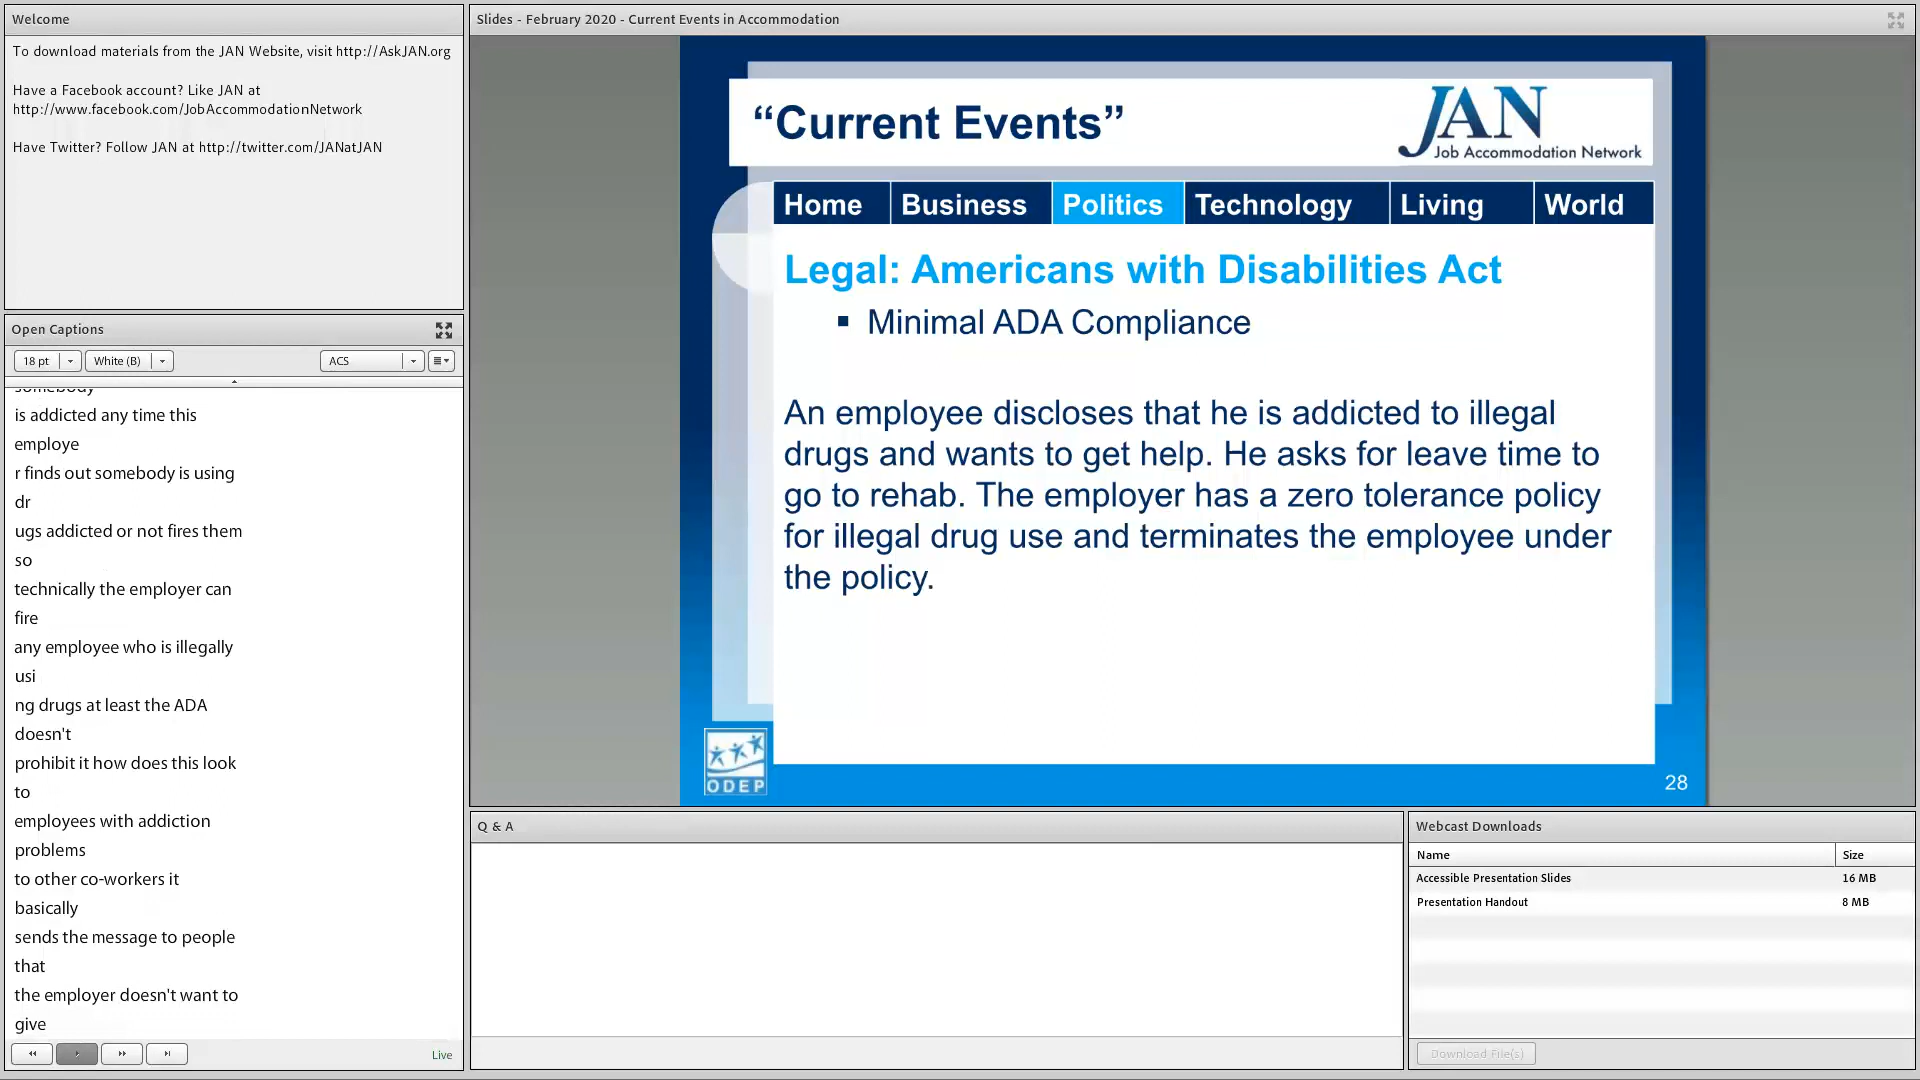 Welcome
To download materials from the JAN Website, visit http://AskJAN.org
Have a Facebook account? Like JAN at
http://www.facebook.com/JobAccommodationNetwork
Have Twitter? Follow JAN at http://twitter.com/JANatJAN
Open Captions
18 pt
White (B)
ACS
somebody
is addicted any time this
employe
r finds out somebody is using
dr
ugs addicted or not fires them
so
technically the employer can
fire
any employee who is illegally
usi
ng drugs at least the ADA
doesn't
prohibit it how does this look
to
employees with addiction
problems
to other co-workers it
basically
sends the message to people
that
the employer doesn't want to
give
Live
Slides - February 2020 - Current Events in Accommodation
“Current Events”
JAN
Job Accommodation Network
Home Business Politics Technology Living World
Legal: Americans with Disabilities Act
▪ Minimal ADA Compliance
An employee discloses that he is addicted to illegal
drugs and wants to get help. He asks for leave time to
go to rehab. The employer has a zero tolerance policy
for illegal drug use and terminates the employee under
the policy.
ODEP
28
Q & A
Webcast Downloads
Name Size
Accessible Presentation Slides 16 MB
Presentation Handout 8 MB
Download File(s)